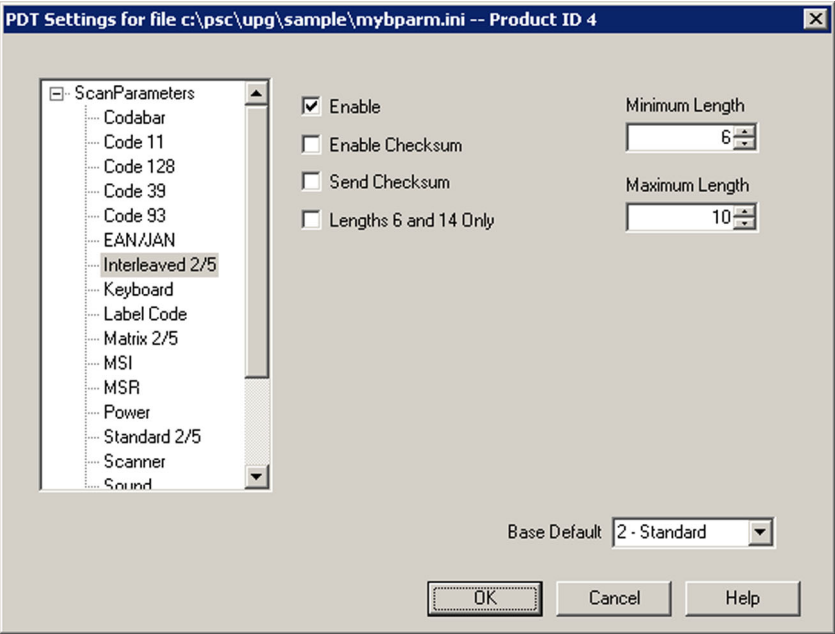 PDT Settings for file c:\psc\upg\sample\mybparm.ini -- Product ID 4
ScanParameters
Codabar
Code 11
Code 128
Code 39
Code 93
EAN/JAN
Interleaved 2/5
Keyboard
Label Code
Matrix 2/5
MSI
MSR
Power
Standard 2/5
Scanner
Sound
Enable
Enable Checksum
Send Checksum
Lengths 6 and 14 Only
Minimum Length
6
Maximum Length
10
Base Default 2 - Standard
OK Cancel Help